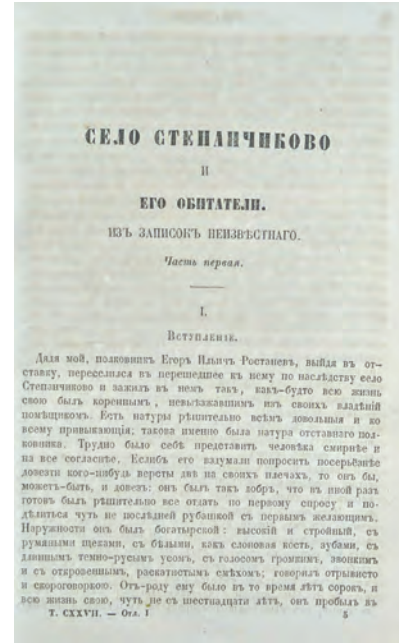 СЕЛО СТЕПАНЧИКОВО
И
ЕГО ОБИТАТЕЛИ.
ИЗЪ ЗАПИСОКЪ НЕИЗВѢСТНАГО.
Часть первая.
I.
Вступленіе.
Дядя мой, полковникъ Егоръ Ильичъ Ростаневъ, выйдя въ от-
ставку, переселился въ перешедшее къ нему по наслѣдству село
Степанчиково и зажилъ въ немъ такъ, какъ-будто всю жизнь
свою былъ кореннымъ, невыѣзжавшимъ изъ своихъ владѣній
помѣщикомъ. Есть натуры рѣшительно всѣмъ довольныя и ко
всему привыкающія; такова именно была натура отставнаго пол-
ковника. Трудно было себѣ представить человѣка смирнѣе и
на все согласнѣе. Еслибъ его вздумали попросить посерьёзнѣе
довезти кого-нибудь версты двѣ на своихъ плечахъ, то онъ бы,
можетъ-быть, и довезъ: онъ былъ такъ добръ, что въ иной разъ
готовъ былъ рѣшительно все отдать по первому спросу и по-
дѣлиться чуть не послѣдней рубашкой съ первымъ желающимъ.
Наружности онъ былъ богатырской: высокій и стройный, съ
румяными щеками, съ бѣлыми, какъ слоновая кость, зубами, съ
длиннымъ темно-русымъ усомъ, съ голосомъ громкимъ, звонкимъ
и съ откровеннымъ, раскатистымъ смѣхомъ; говорилъ отрывисто
и скороговоркою. Отъ-роду ему было въ то время лѣтъ сорокъ, и
всю жизнь свою, чуть не съ шестнадцати лѣтъ, онъ пробылъ въ
Т. CXXVII. — Отд. I 5